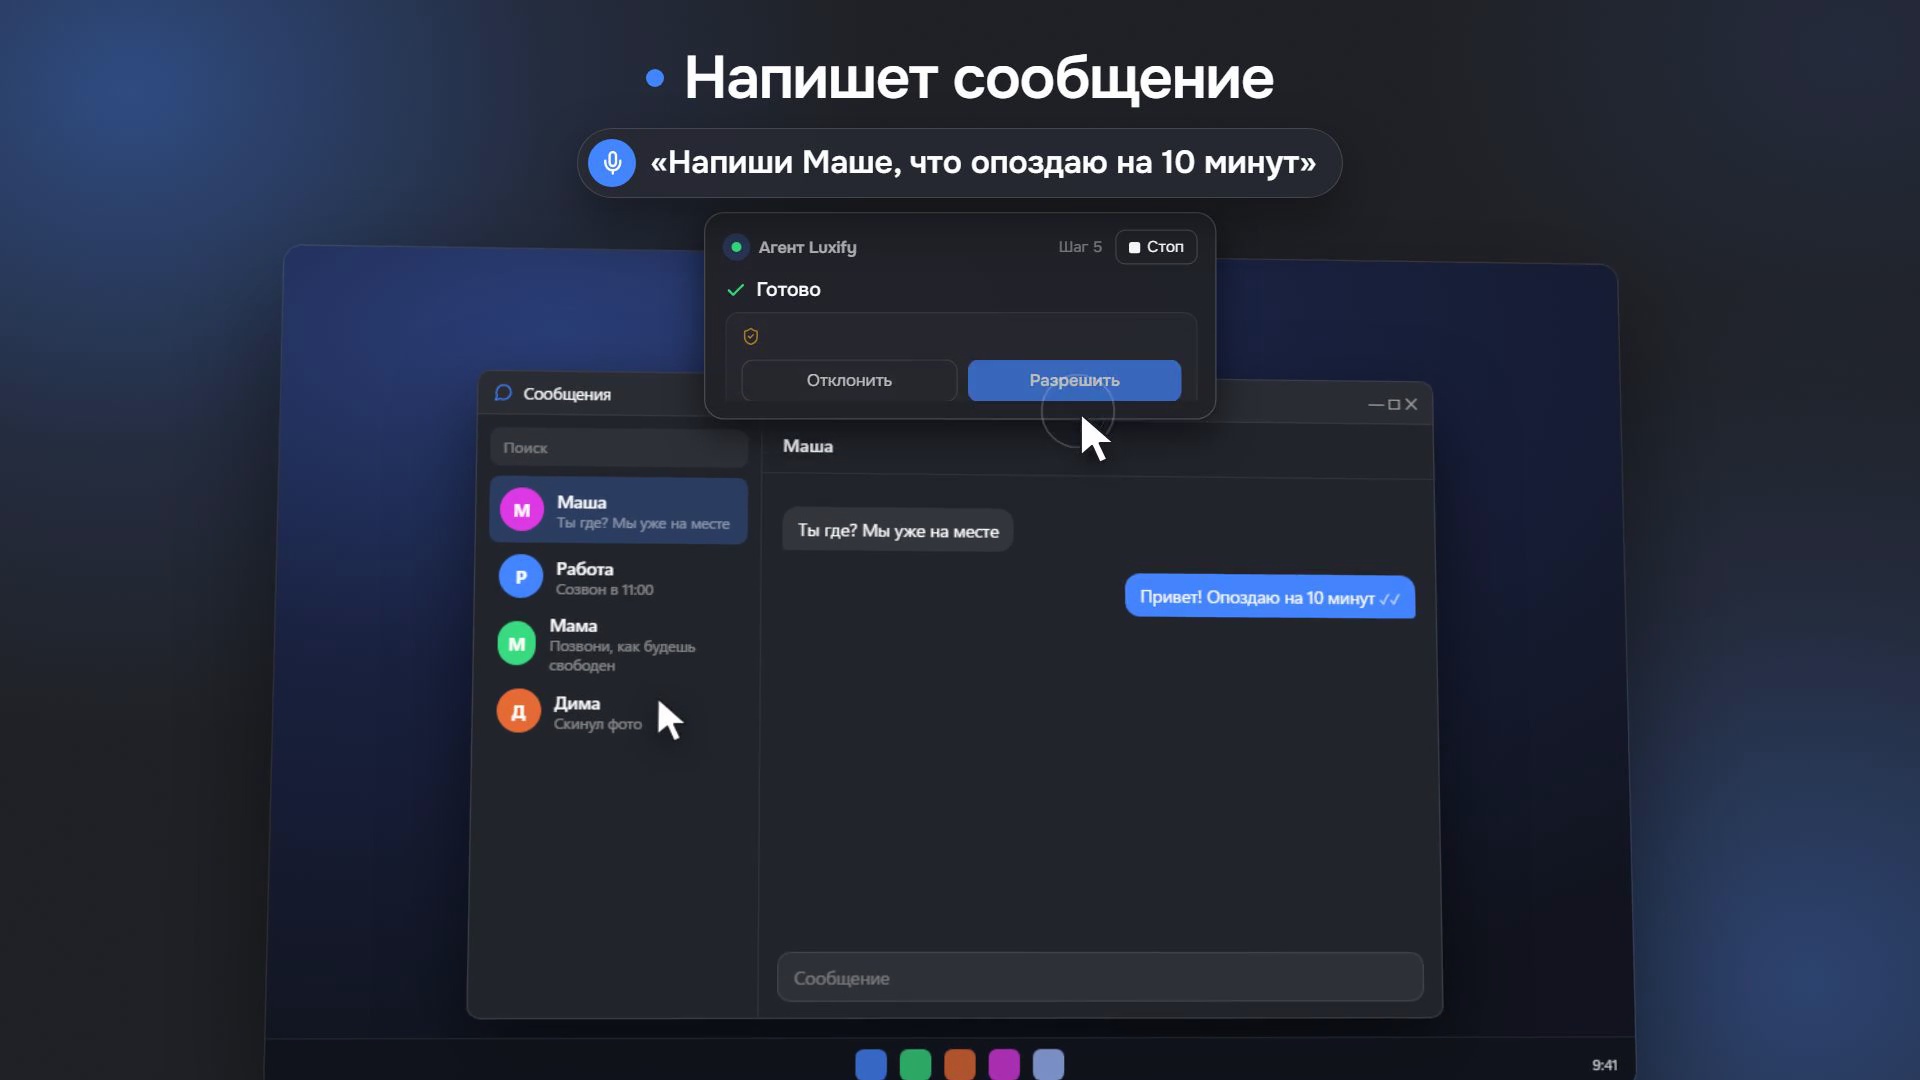 Напишет сообщение
«Напиши Маше, что опоздаю на 10 минут»
Агент Luxify
Шаг 5
Стоп
Готово
Отклонить
Разрешить
Сообщения
Поиск
Маша
Ты где? Мы уже на месте
Работа
Созвон в 11:00
Мама
Позвони, как будешь
свободен
Дима
Скинул фото
Маша
Ты где? Мы уже на месте
Привет! Опоздаю на 10 минут
Сообщение
М
Р
М
Д
9:41